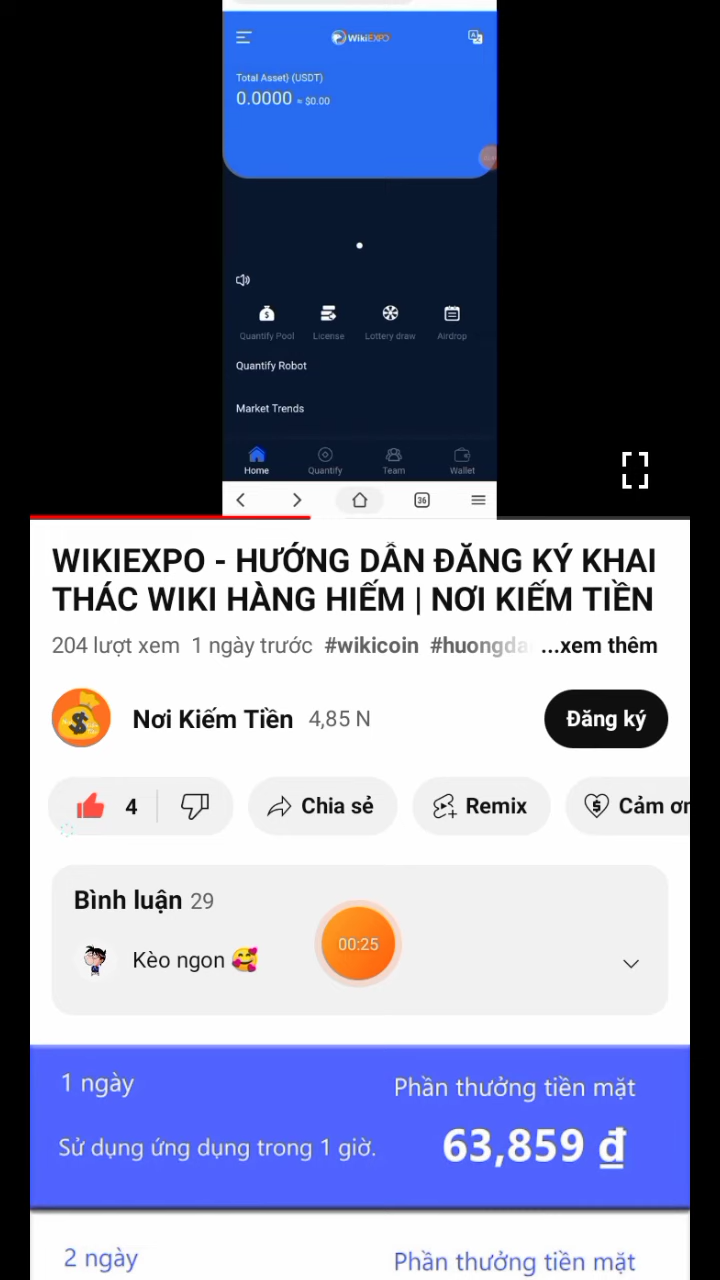 WikiEXPO
Total Asset) (USDT)
0.0000 ≈ $0.00
Quantify Pool License Lottery draw Airdrop
Quantify Robot
Market Trends
Home Quantify Team Wallet
36
WIKIEXPO - HƯỚNG DẪN ĐĂNG KÝ KHAI
THÁC WIKI HÀNG HIẾM | NƠI KIẾM TIỀN
204 lượt xem 1 ngày trước #wikicoin #huongda ...xem thêm
Nơi Kiếm Tiền 4,85 N Đăng ký
4 Chia sẻ Remix Cảm ơn
Bình luận 29
Kèo ngon 🥰
00:25
1 ngày Phần thưởng tiền mặt
Sử dụng ứng dụng trong 1 giờ. 63,859 ₫
2 ngày Phần thưởng tiền mặt